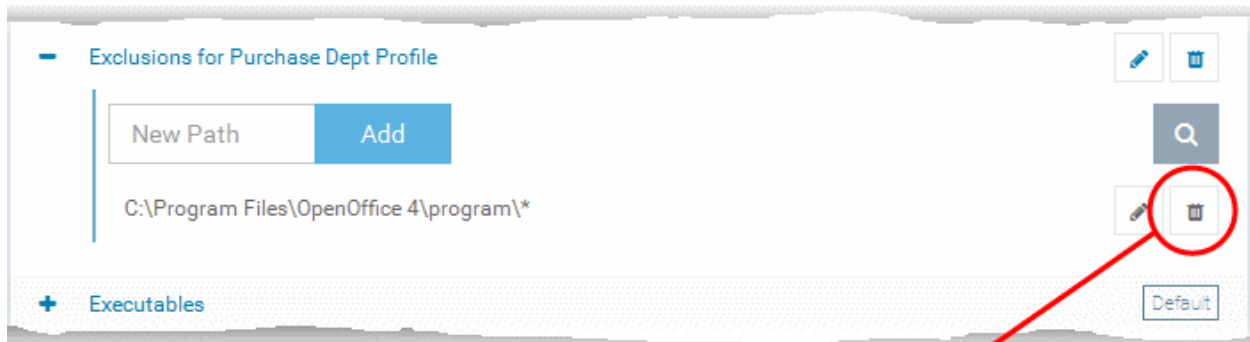 Exclusions for Purchase Dept Profile
New Path Add
C:\Program Files\OpenOffice 4\program\*
Executables Default